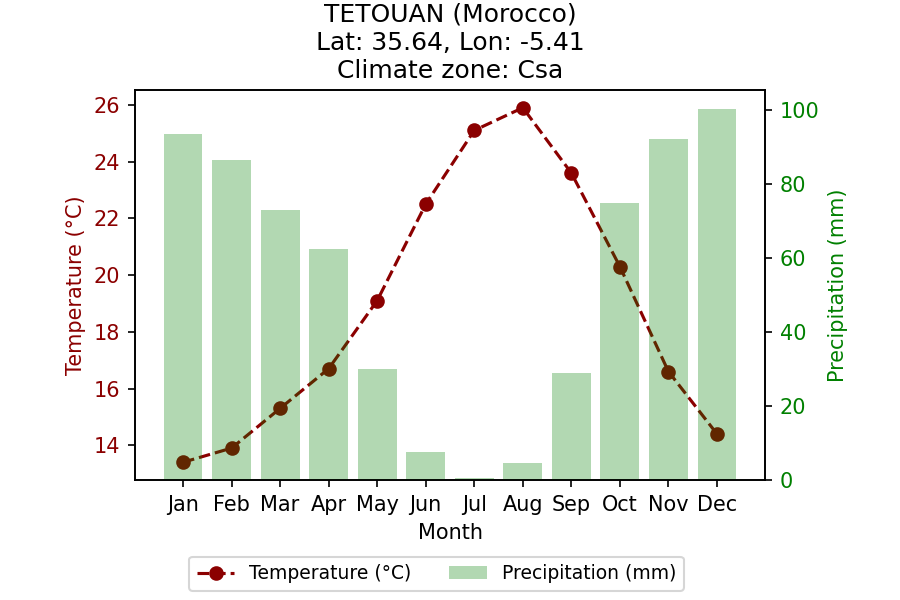 TETOUAN (Morocco)
Lat: 35.64, Lon: -5.41
Climate zone: Csa
26
24
22
20
18
16
14
Temperature (°C)
100
80
60
40
20
0
Precipitation (mm)
Jan Feb Mar Apr May Jun Jul Aug Sep Oct Nov Dec
Month
Temperature (°C) Precipitation (mm)